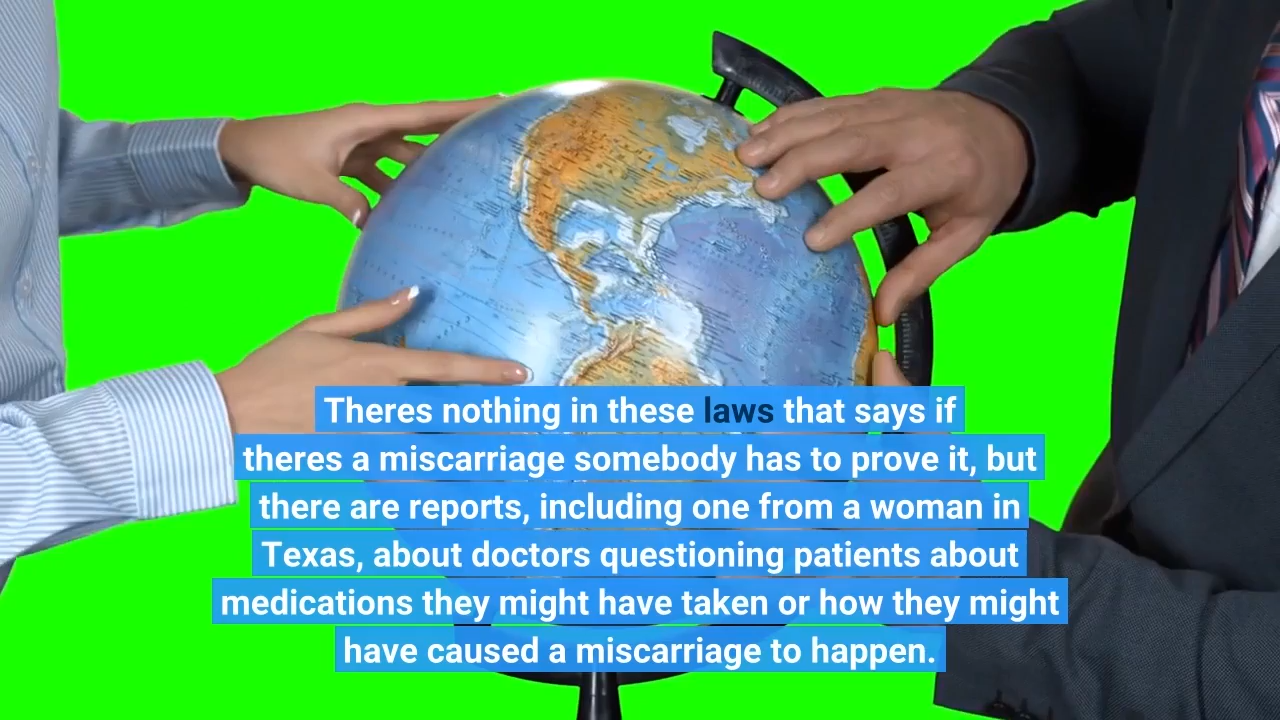 Theres nothing in these laws that says if
theres a miscarriage somebody has to prove it, but
there are reports, including one from a woman in
Texas, about doctors questioning patients about
medications they might have taken or how they might
have caused a miscarriage to happen.